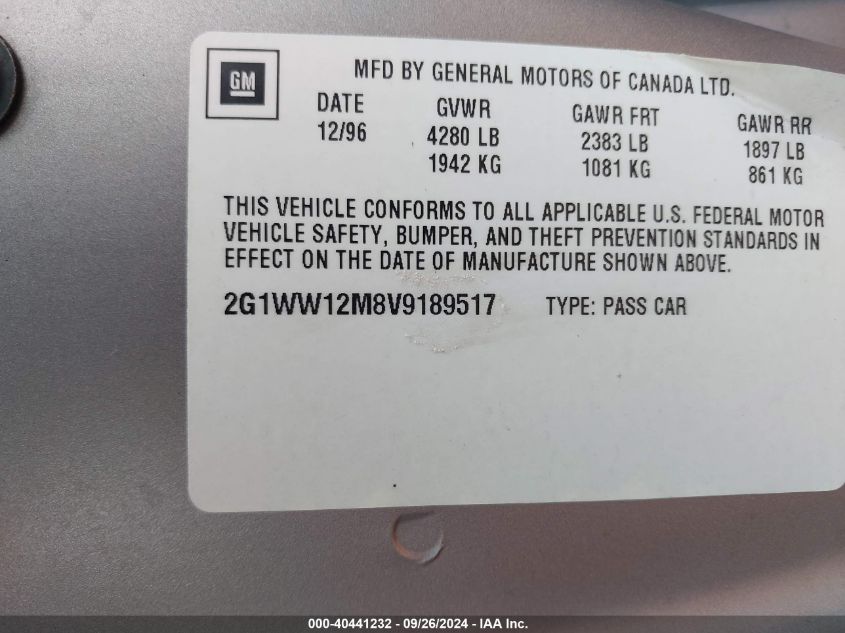 GM
MFD BY GENERAL MOTORS OF CANADA LTD.
DATE GVWR GAWR FRT GAWR RR
12/96 4280 LB 2383 LB 1897 LB
1942 KG 1081 KG 861 KG
THIS VEHICLE CONFORMS TO ALL APPLICABLE U.S. FEDERAL MOTOR
VEHICLE SAFETY, BUMPER, AND THEFT PREVENTION STANDARDS IN
EFFECT ON THE DATE OF MANUFACTURE SHOWN ABOVE.
2G1WW12M8V9189517 TYPE: PASS CAR
000-40441232 - 09/26/2024 - IAA Inc.